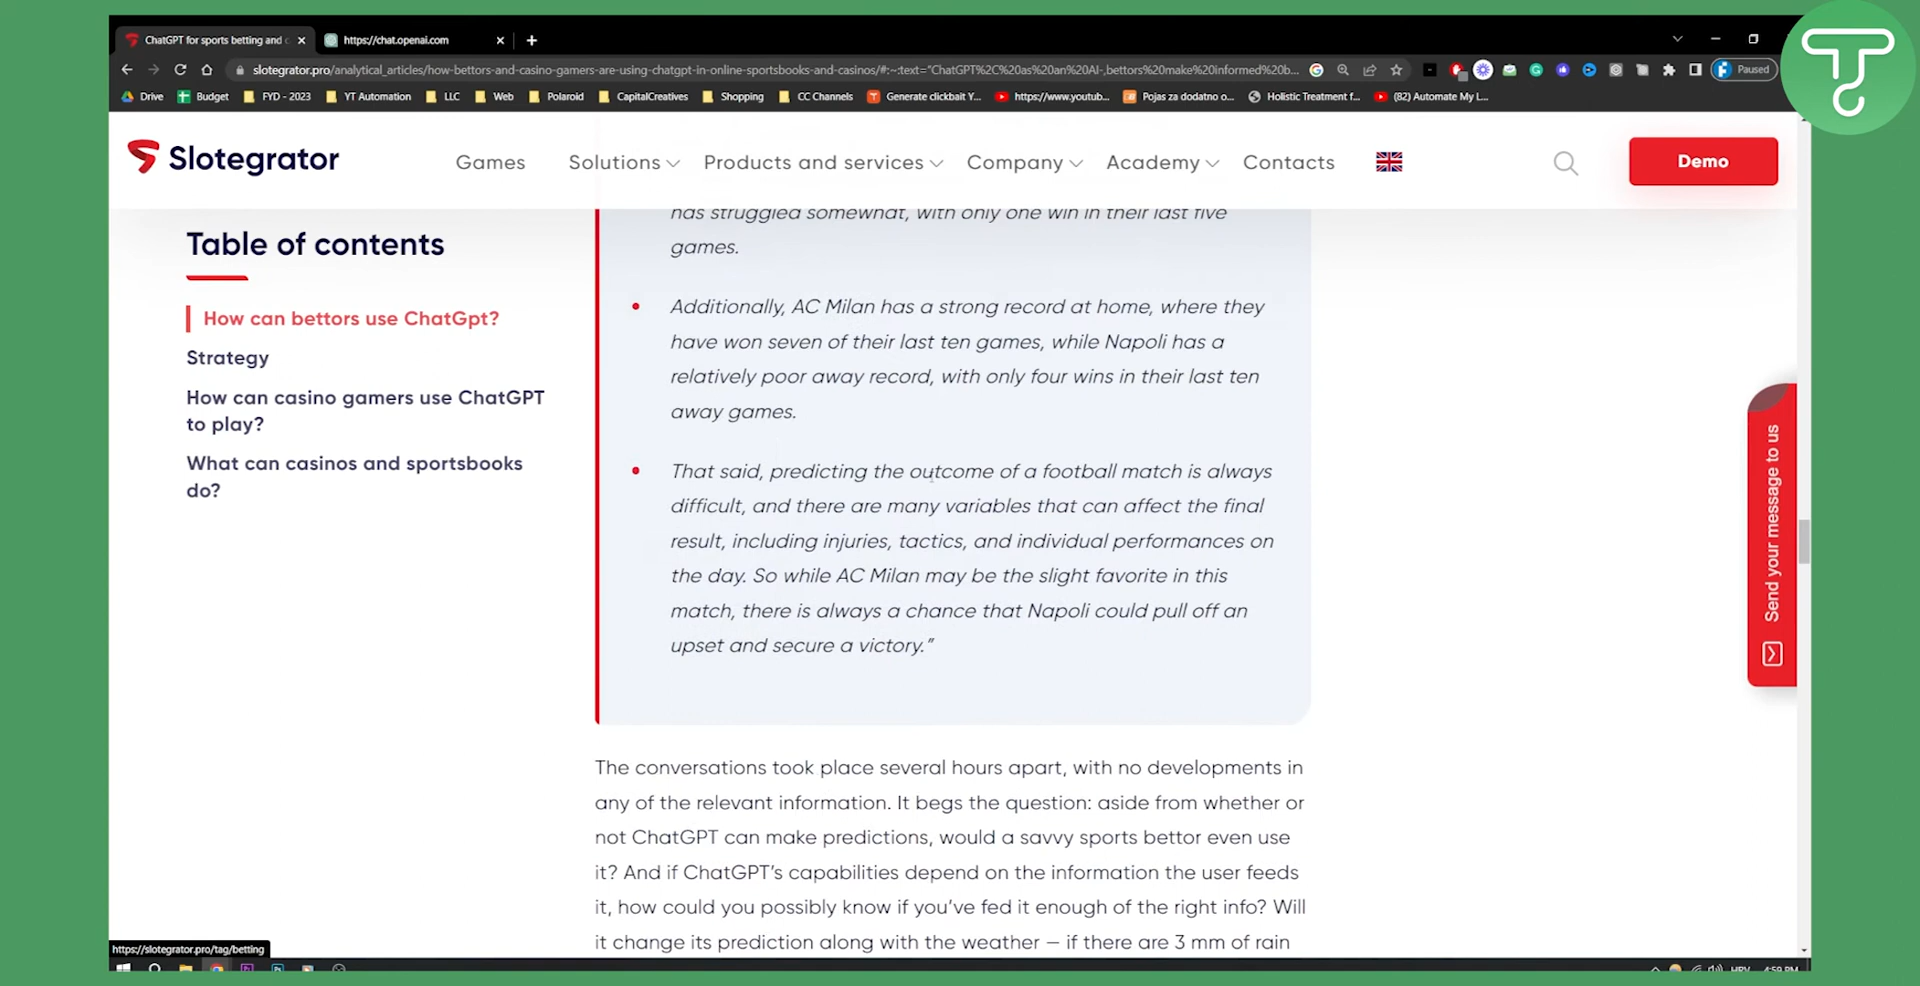 ChatGPT for sports betting and c
https://chat.openai.com
slotegrator.pro/analytical_articles/how-bettors-and-casino-gamers-are-using-chatgpt-in-online-sportsbooks-and-casinos/#:~:text="ChatGPT%2C%20as%20an%20AI-,bettors%20make%20informed%20b...
Paused
Drive Budget FYD - 2023 YT Automation LLC Web Polaroid CapitalCreatives Shopping CC Channels Generate clickbait Y... https://www.youtub... Pojas za dodatno o... Holistic Treatment f... (82) Automate My L...
Slotegrator
Games Solutions Products and services Company Academy Contacts
Demo
Table of contents
How can bettors use ChatGpt?
Strategy
How can casino gamers use ChatGPT
to play?
What can casinos and sportsbooks
do?
has struggled somewhat, with only one win in their last five
games.
Additionally, AC Milan has a strong record at home, where they
have won seven of their last ten games, while Napoli has a
relatively poor away record, with only four wins in their last ten
away games.
That said, predicting the outcome of a football match is always
difficult, and there are many variables that can affect the final
result, including injuries, tactics, and individual performances on
the day. So while AC Milan may be the slight favorite in this
match, there is always a chance that Napoli could pull off an
upset and secure a victory.”
The conversations took place several hours apart, with no developments in
any of the relevant information. It begs the question: aside from whether or
not ChatGPT can make predictions, would a savvy sports bettor even use
it? And if ChatGPT’s capabilities depend on the information the user feeds
it, how could you possibly know if you’ve fed it enough of the right info? Will
it change its prediction along with the weather — if there are 3 mm of rain
Send your message to us
https://slotegrator.pro/tag/betting
HRV 4:59 PM